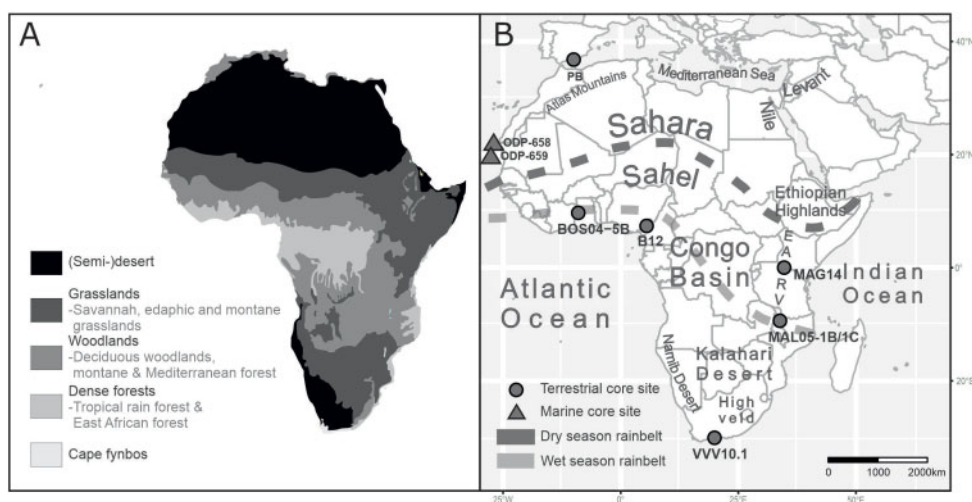 A
(Semi-)desert
Grasslands
-Savannah, edaphic and montane
grasslands
Woodlands
-Deciduous woodlands,
montane & Mediterranean forest
Dense forests
-Tropical rain forest &
East African forest
Cape fynbos
B
40°N
20°N
0°
20°S
25°W
0°
25°E
50°E
PB
Mediterranean Sea
Atlas Mountains
Levant
Nile
ODP-658
ODP-659
Sahara
Sahel
Ethiopian
Highlands
BOS04-5B
B12
Congo
Basin
EARV
MAG14
Indian
Ocean
Atlantic
Ocean
MAL05-1B/1C
Kalahari
Desert
Namib Desert
High
veld
VVV10.1
Terrestrial core site
Marine core site
Dry season rainbelt
Wet season rainbelt
0 1000 2000km